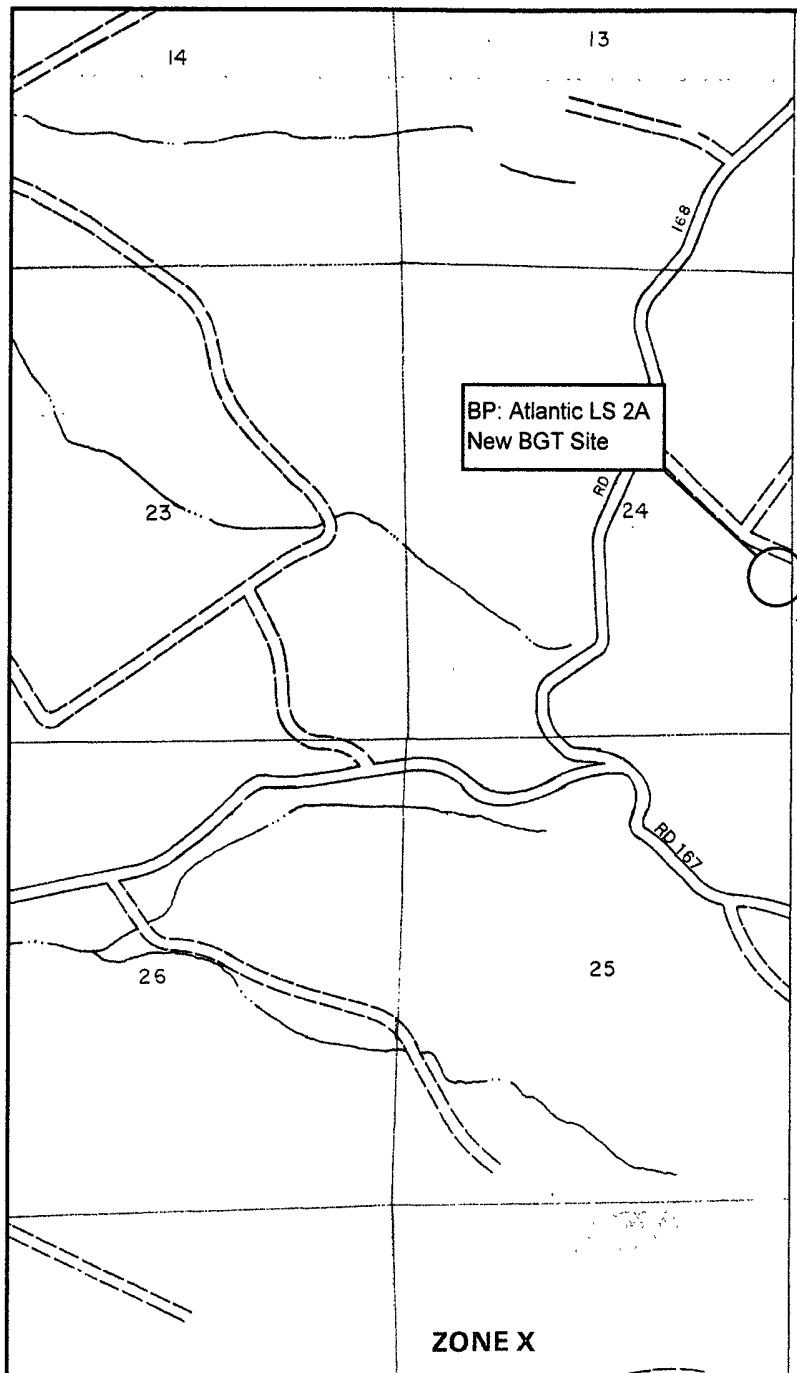 14
13
168
BP: Atlantic LS 2A
New BGT Site
RD
23
24
RD 167
26
25
ZONE X